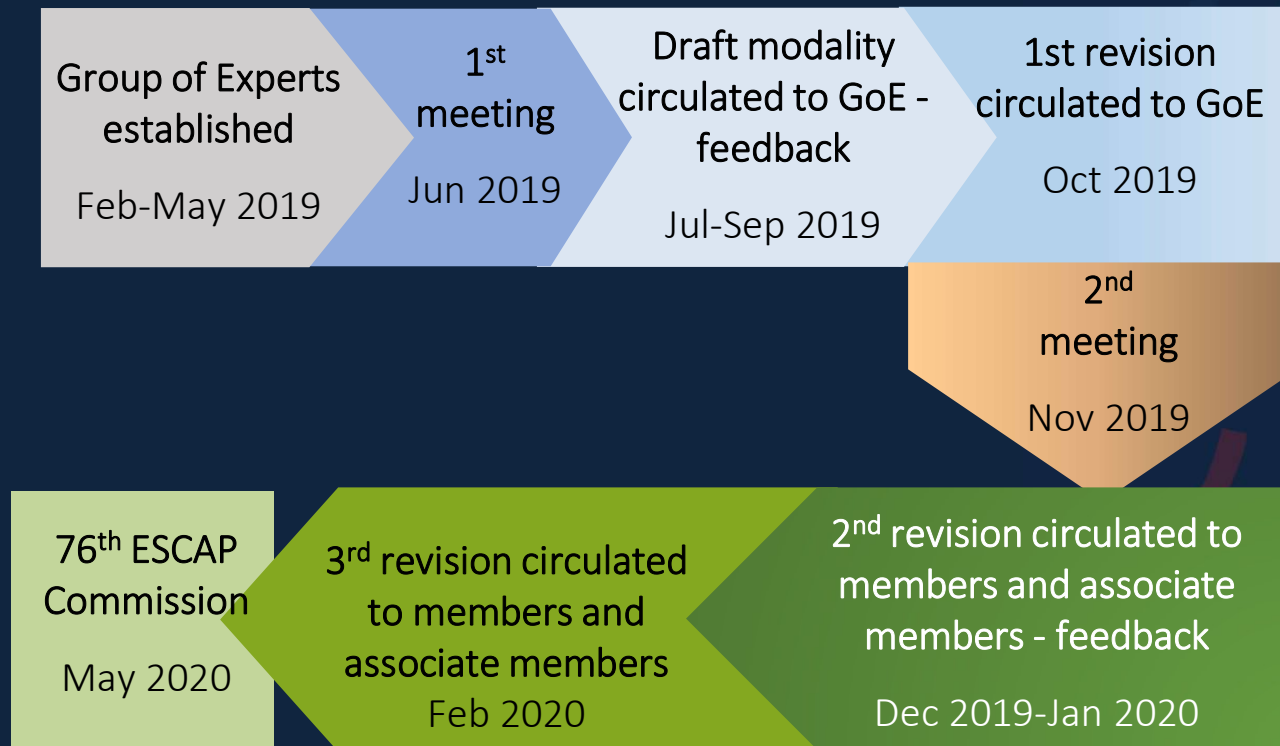 Group of Experts
established
Feb-May 2019
1st
meeting
Jun 2019
Draft modality
circulated to GoE -
feedback
Jul-Sep 2019
1st revision
circulated to GoE
Oct 2019
2nd
meeting
Nov 2019
2nd revision circulated to
members and associate
members - feedback
Dec 2019-Jan 2020
3rd revision circulated
to members and
associate members
Feb 2020
76th ESCAP
Commission
May 2020